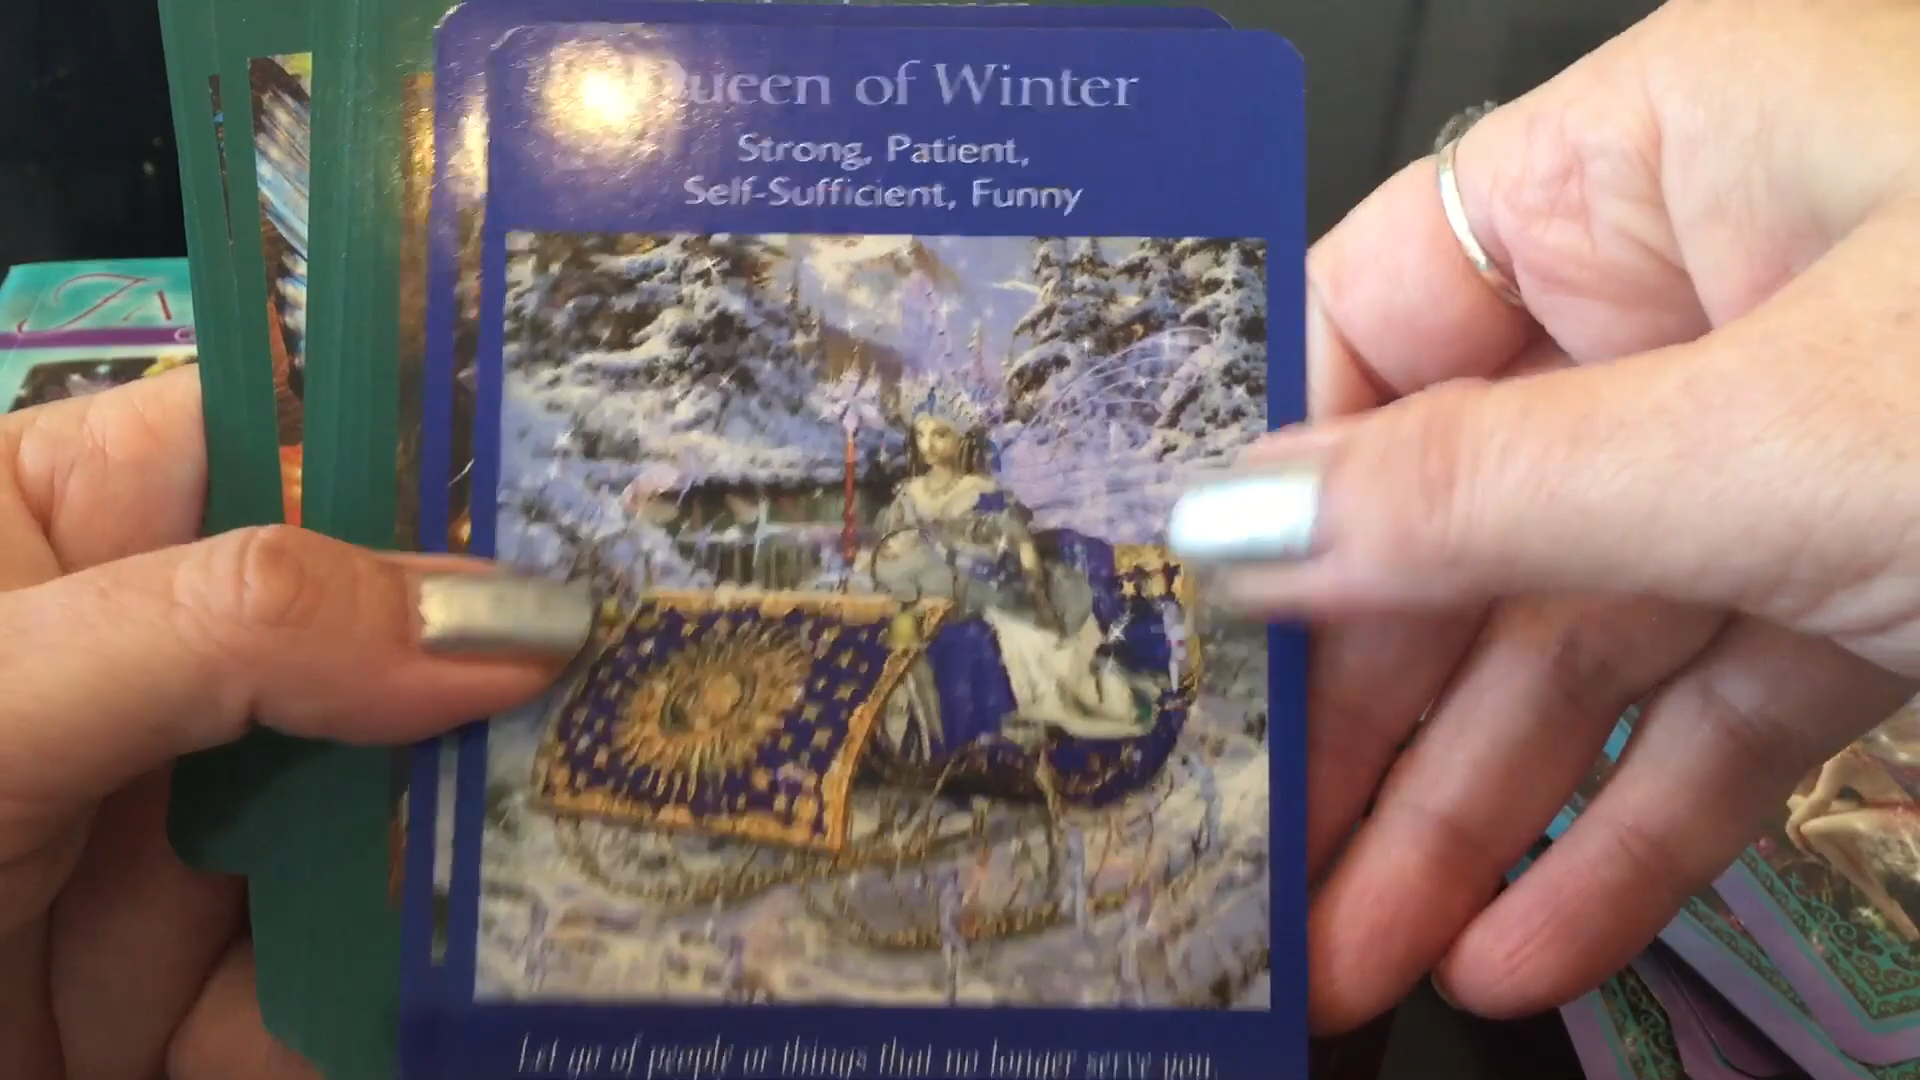 Queen of Winter
Strong, Patient,
Self-Sufficient, Funny
Let go of people or things that no longer serve you.